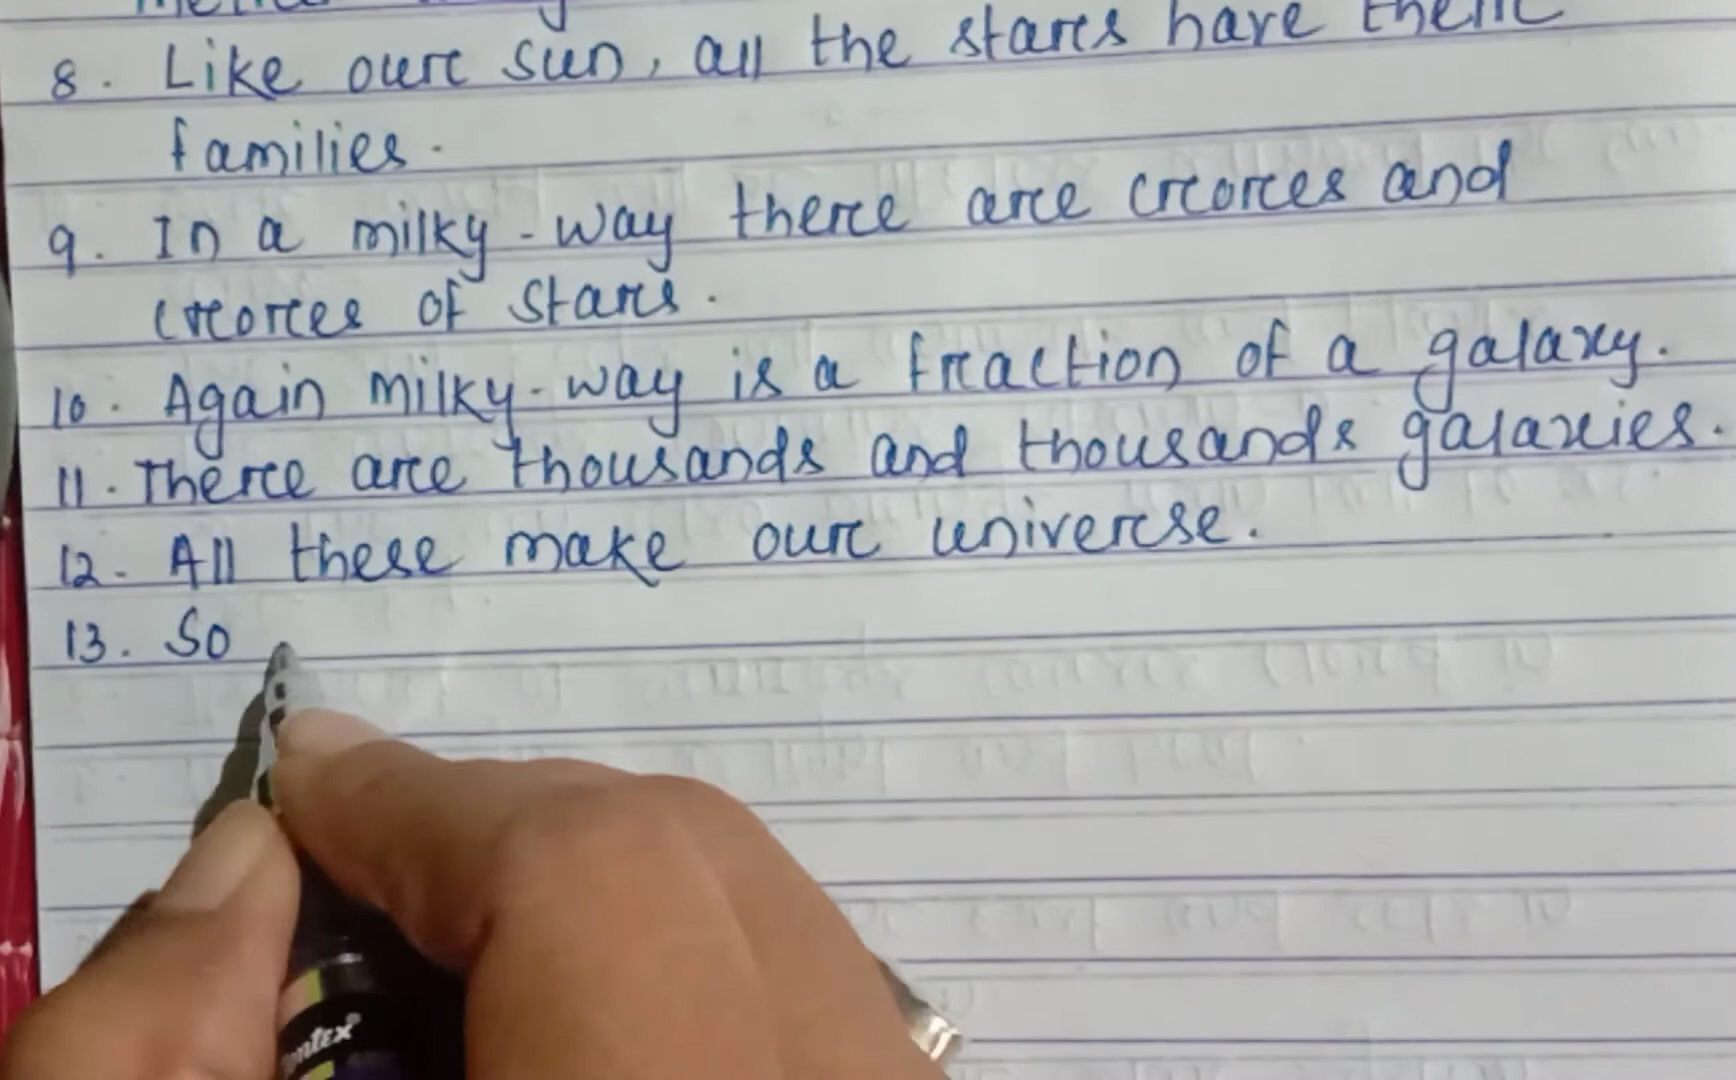 8. Like our sun, all the stars have their
families.
9. In a milky-way there are crores and
crores of stars.
10. Again milky-way is a fraction of a galaxy.
11. There are thousands and thousands galaxies.
12. All these make our universe.
13. So